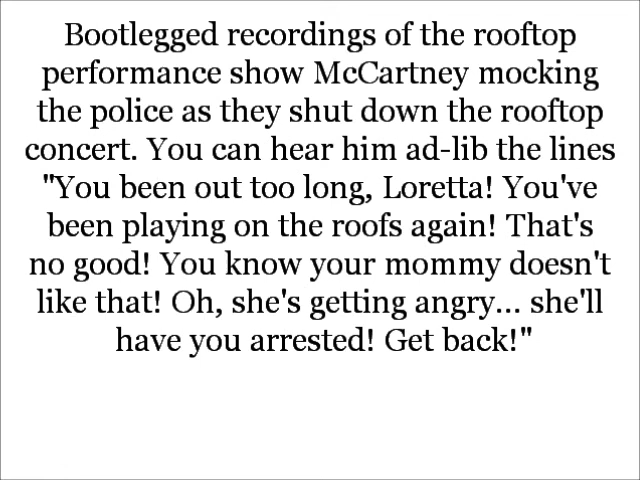 Bootlegged recordings of the rooftop
performance show McCartney mocking
the police as they shut down the rooftop
concert. You can hear him ad-lib the lines
"You been out too long, Loretta! You've
been playing on the roofs again! That's
no good! You know your mommy doesn't
like that! Oh, she's getting angry... she'll
have you arrested! Get back!"